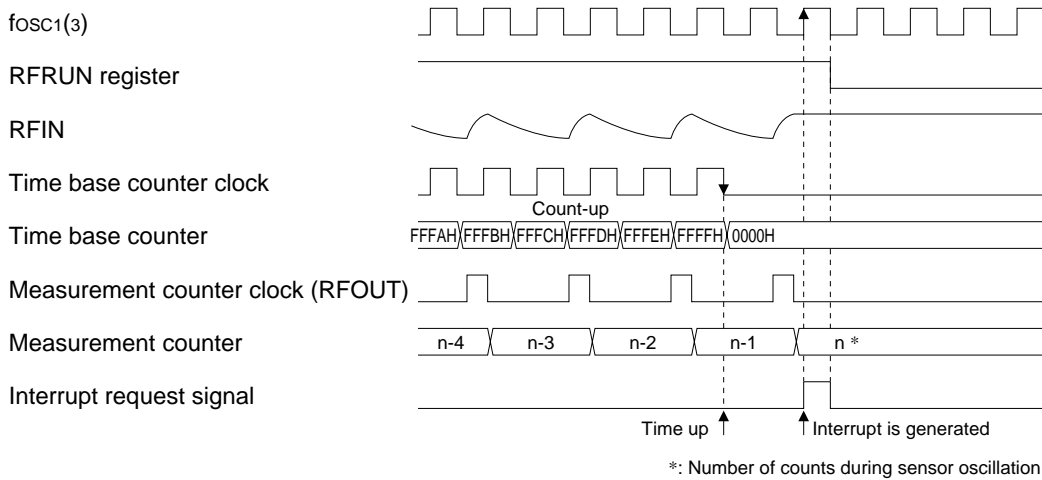 fOSC1(3)
RFRUN register
RFIN
Time base counter clock
Count-up
Time base counter FFFAH FFFBH FFFCH FFFDH FFFEH FFFFH 0000H
Measurement counter clock (RFOUT)
Measurement counter n-4 n-3 n-2 n-1 n *
Interrupt request signal
Time up Interrupt is generated
*: Number of counts during sensor oscillation